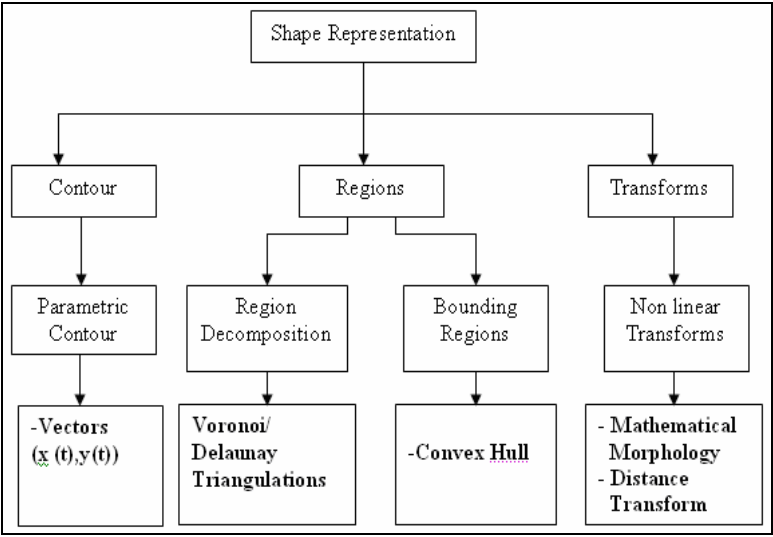 Shape Representation
Contour
Regions
Transforms
Parametric
Contour
Region
Decomposition
Bounding
Regions
Non linear
Transforms
-Vectors
(x (t),y(t))
Voronoi/
Delaunay
Triangulations
-Convex Hull
- Mathematical
Morphology
- Distance
Transform